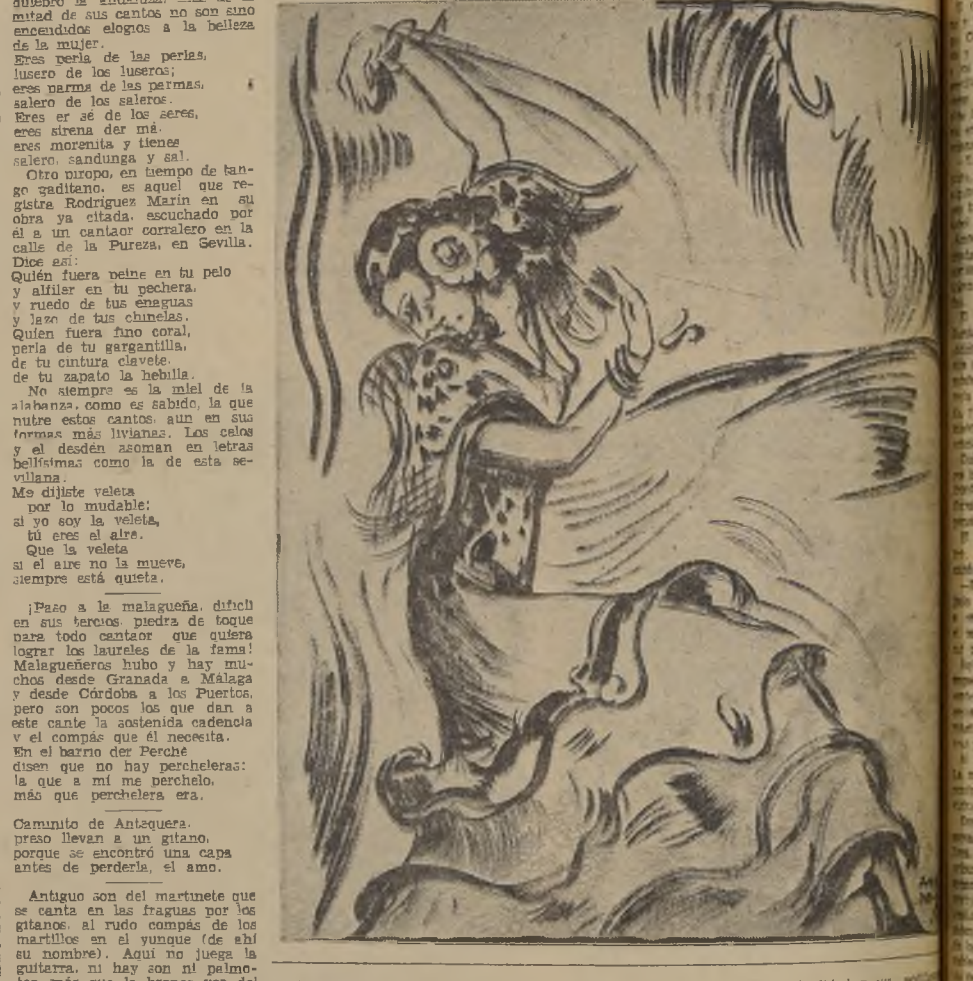 mitad de sus cantos no son sino
encendidos elogios a la belleza
de la mujer.
Eres perla de las perlas,
lusero de los luseros;
eres parma de las parmas,
salero de los saleros.
Eres er sé de los seres,
eres sirena der má.
eres morenita y tienes
salero, sandunga y sal.
Otro piropo, en tiempo de tan-
go gaditano, es aquel que re-
gistra Rodríguez Marín en su
obra ya citada, escuchado por
él a un cantaor corralero en la
calle de la Pureza, en Sevilla.
Dice así:
Quién fuera peine en tu pelo
y alfiler en tu pechera,
y ruedo de tus enaguas
y lazo de tus chinelas.
Quien fuera fino coral,
perla de tu gargantilla,
de tu cintura clavete,
de tu zapato la hebilla.
No siempre es la miel de la
alabanza, como es sabido, la que
nutre estos cantos, aun en sus
formas más livianas. Los celos
y el desdén asoman en letras
bellísimas como la de esta se-
villana:
Me dijiste veleta
por lo mudable;
si yo soy la veleta,
tú eres el aire.
Que la veleta
si el aire no la mueve,
siempre está quieta.
¡Paso a la malagueña, difícil
en sus tercios, piedra de toque
para todo cantaor que quiera
lograr los laureles de la fama!
Malagueñeros hubo y hay mu-
chos desde Granada a Málaga
y desde Córdoba a los Puertos,
pero son pocos los que dan a
este cante la sostenida cadencia
y el compás que él necesita.
En el barrio der Perché
disen que no hay percheleras:
la que a mí me perchelo,
más que perchelera era.
Caminito de Antequera,
preso llevan a un gitano,
porque se encontró una capa
antes de perderla, el amo.
Antiguo son del martinete que
se canta en las fraguas por los
gitanos, al rudo compás de los
martillos en el yunque (de ahí
su nombre). Aquí no juega la
guitarra, ni hay son ni palmo-